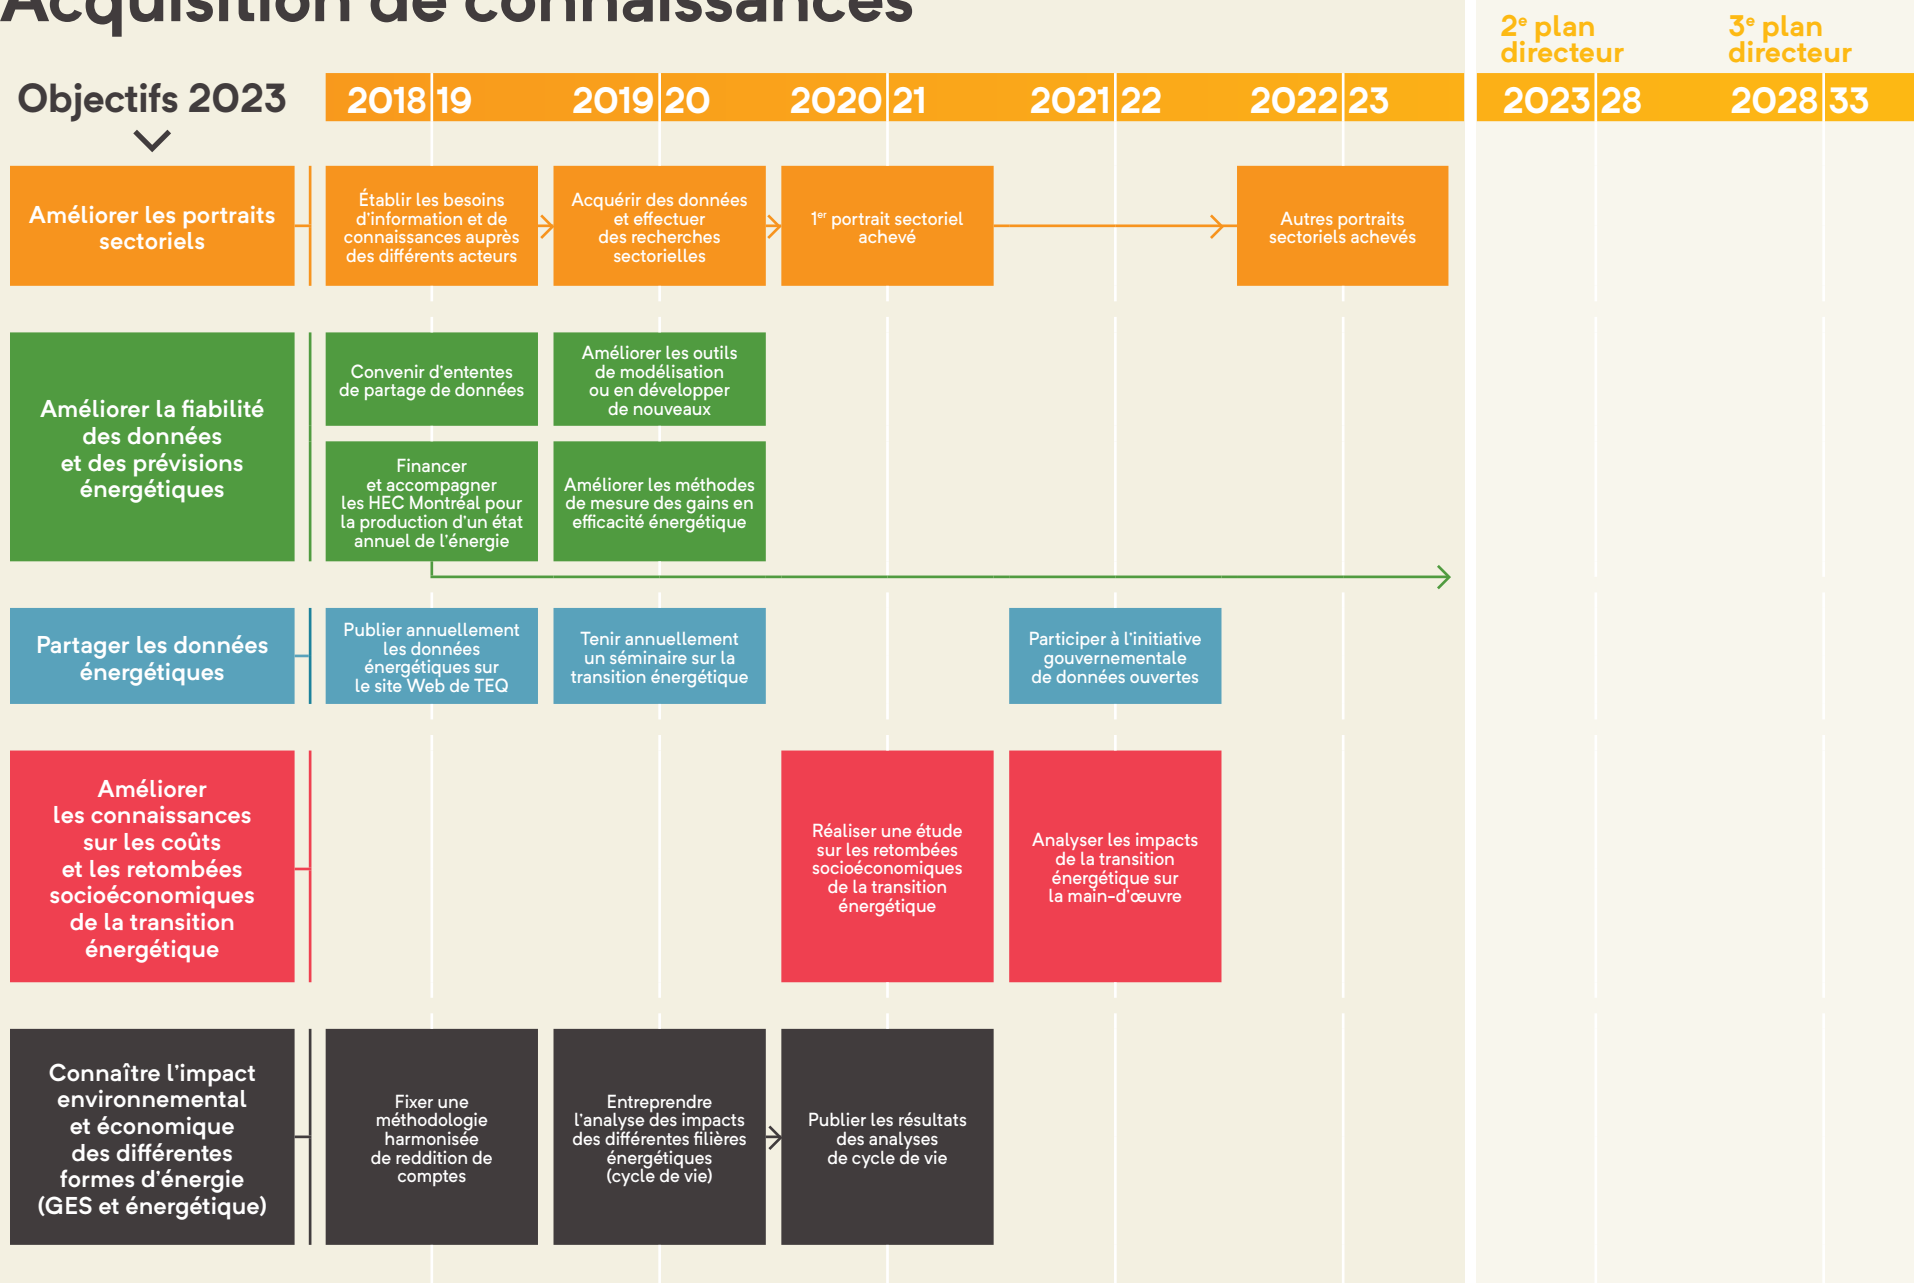 Acquisition de connaissances
2e plan
directeur
3e plan
directeur
Objectifs 2023
2018 19
2019 20
2020 21
2021 22
2022 23
2023 28
2028 33
Améliorer les portraits
sectoriels
Établir les besoins
d'information et de
connaissances auprès
des différents acteurs
Acquérir des données
et effectuer
des recherches
sectorielles
1er portrait sectoriel
achevé
Autres portraits
sectoriels achevés
Améliorer la fiabilité
des données
et des prévisions
énergétiques
Convenir d'ententes
de partage de données
Améliorer les outils
de modélisation
ou en développer
de nouveaux
Financer
et accompagner
les HEC Montréal pour
la production d'un état
annuel de l'énergie
Améliorer les méthodes
de mesure des gains en
efficacité énergétique
Partager les données
énergétiques
Publier annuellement
les données
énergétiques sur
le site Web de TEQ
Tenir annuellement
un séminaire sur la
transition énergétique
Participer à l'initiative
gouvernementale
de données ouvertes
Améliorer
les connaissances
sur les coûts
et les retombées
socioéconomiques
de la transition
énergétique
Réaliser une étude
sur les retombées
socioéconomiques
de la transition
énergétique
Analyser les impacts
de la transition
énergétique sur
la main-d'œuvre
Connaître l'impact
environnemental
et économique
des différentes
formes d'énergie
(GES et énergétique)
Fixer une
méthodologie
harmonisée
de reddition de
comptes
Entreprendre
l'analyse des impacts
des différentes filières
énergétiques
(cycle de vie)
Publier les résultats
des analyses
de cycle de vie